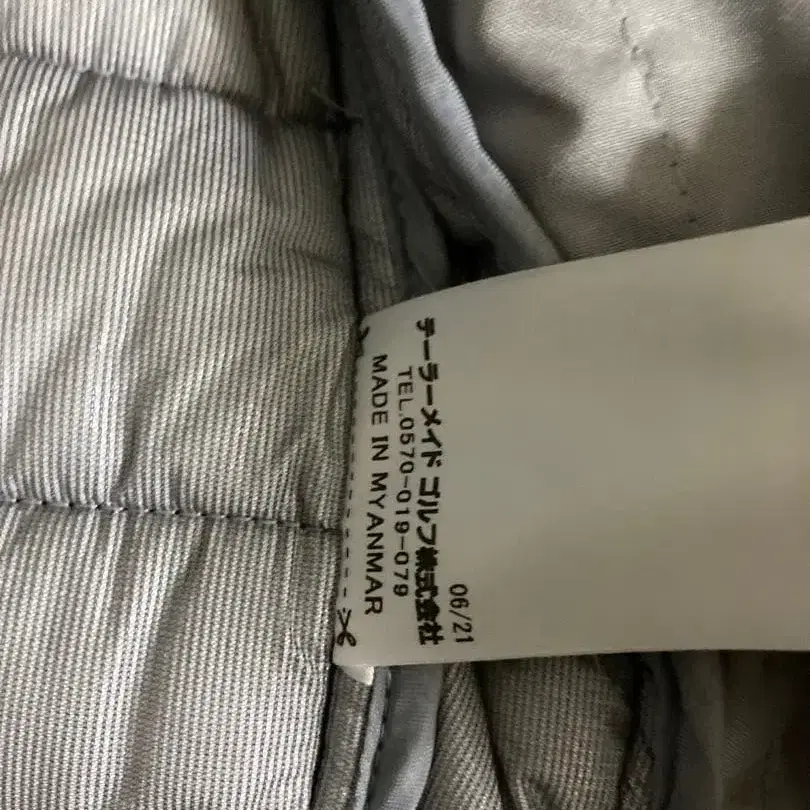 06/21
テーラーメイド ゴルフ株式会社
TEL.0570-019-079
MADE IN MYANMAR